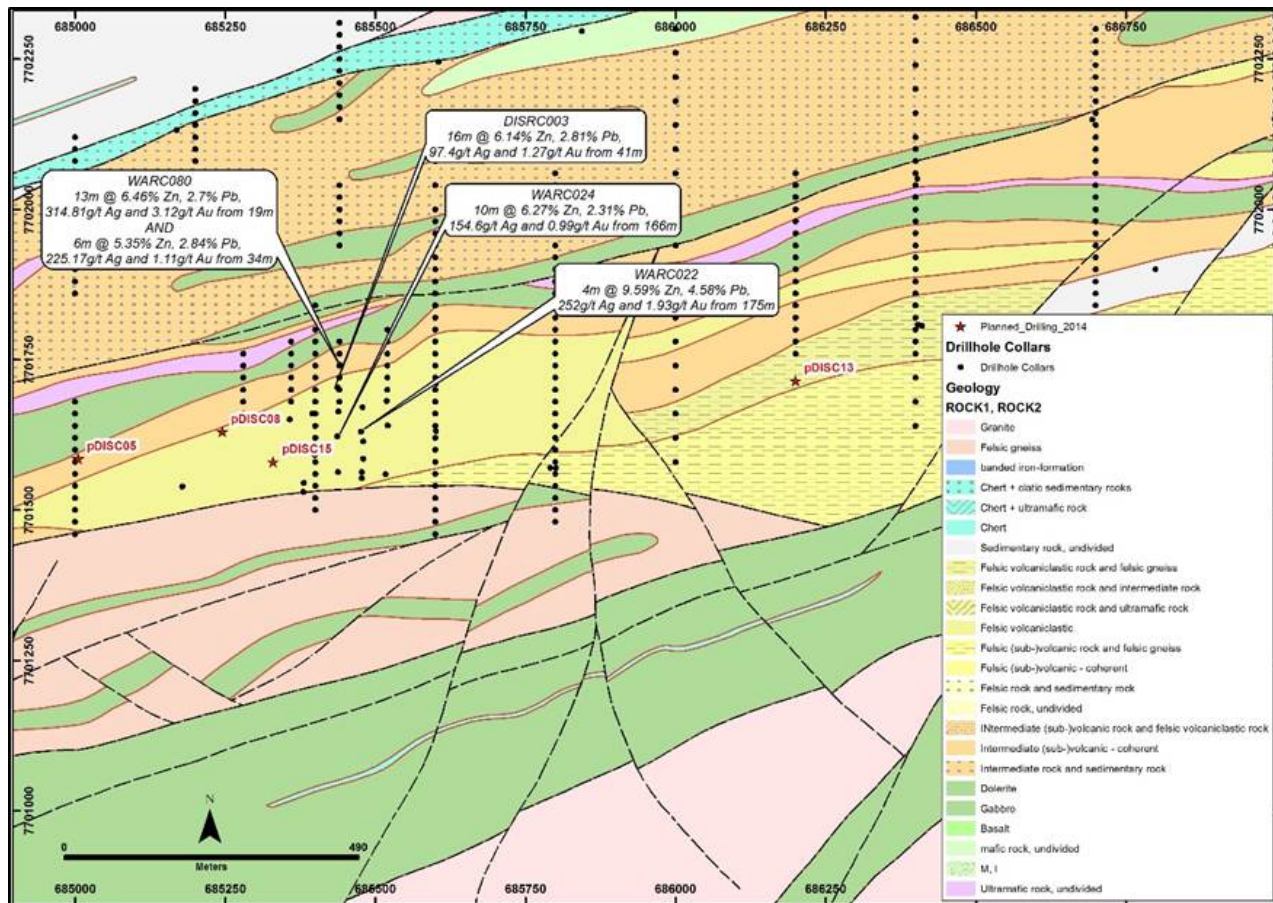 685000 685250 685500 685750 686000 686250 686500 686750
7702250
7702250
DISRC003
16m @ 6.14% Zn, 2.81% Pb,
97.4g/t Ag and 1.27g/t Au from 41m
WARC080
13m @ 6.46% Zn, 2.7% Pb,
314.81g/t Ag and 3.12g/t Au from 19m
AND
6m @ 5.35% Zn, 2.84% Pb,
225.17g/t Ag and 1.11g/t Au from 34m
WARC024
10m @ 6.27% Zn, 2.31% Pb,
154.6g/t Ag and 0.99g/t Au from 166m
7702000
7702000
WARC022
4m @ 9.59% Zn, 4.58% Pb,
252g/t Ag and 1.93g/t Au from 175m
7701750
pDISC13
pDISC08
pDISC05
pDISC15
7701500
7701250
7701000
N
0 490
Meters
685000 685250 685500 685750 686000 686250
Planned_Drilling_2014
Drillhole Collars
Drillhole Collars
Geology
ROCK1, ROCK2
Granite
Felsic gneiss
banded iron-formation
Chert + clatic sedimentary rocks
Chert + ultramafic rock
Chert
Sedimentary rock, undivided
Felsic volcaniclastic rock and felsic gneiss
Felsic volcaniclastic rock and intermediate rock
Felsic volcaniclastic rock and ultramafic rock
Felsic volcaniclastic
Felsic (sub-)volcanic rock and felsic gneiss
Felsic (sub-)volcanic - coherent
Felsic rock and sedimentary rock
Felsic rock, undivided
INtermediate (sub-)volcanic rock and felsic volcaniclastic rock
Intermediate (sub-)volcanic - coherent
Intermediate rock and sedimentary rock
Dolerite
Gabbro
Basalt
mafic rock, undivided
M, I
Ultramafic rock, undivided